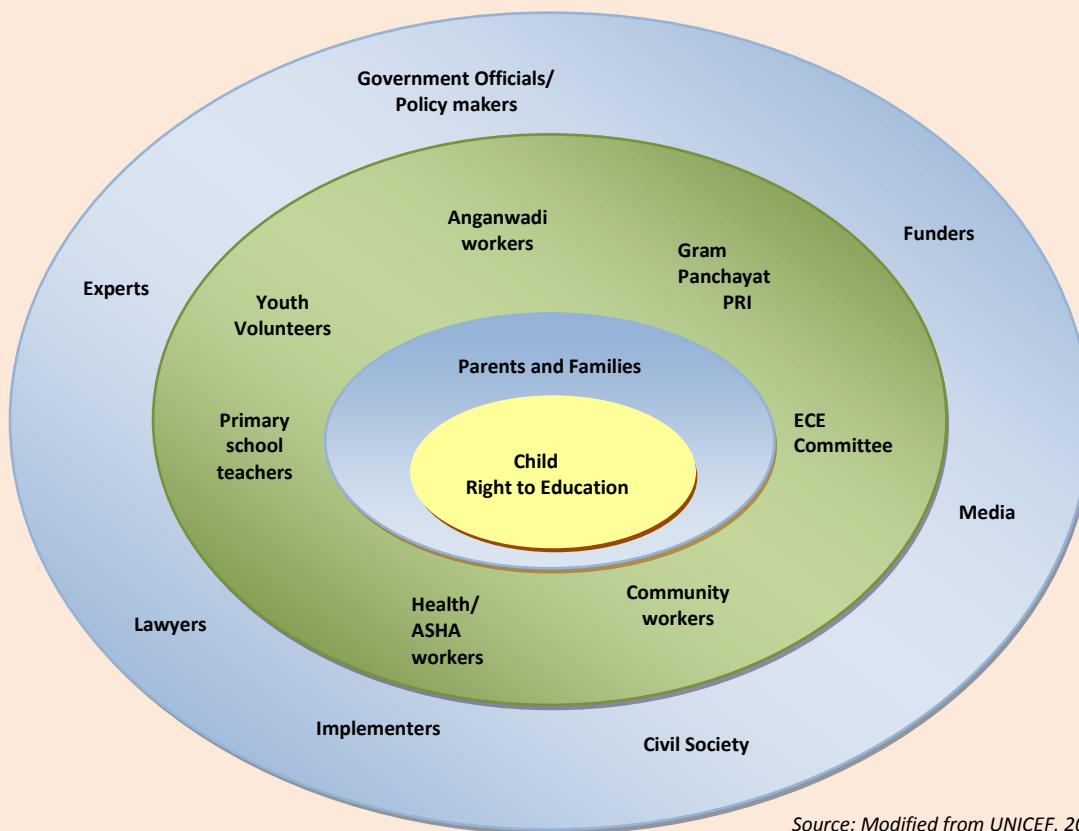 Government Officials/
Policy makers
Anganwadi
workers
Funders
Gram
Panchayat
PRI
Experts
Youth
Volunteers
Parents and Families
Primary
school
teachers
ECE
Committee
Child
Right to Education
Media
Community
workers
Health/
ASHA
workers
Lawyers
Implementers
Civil Society
Source: Modified from UNICEF,